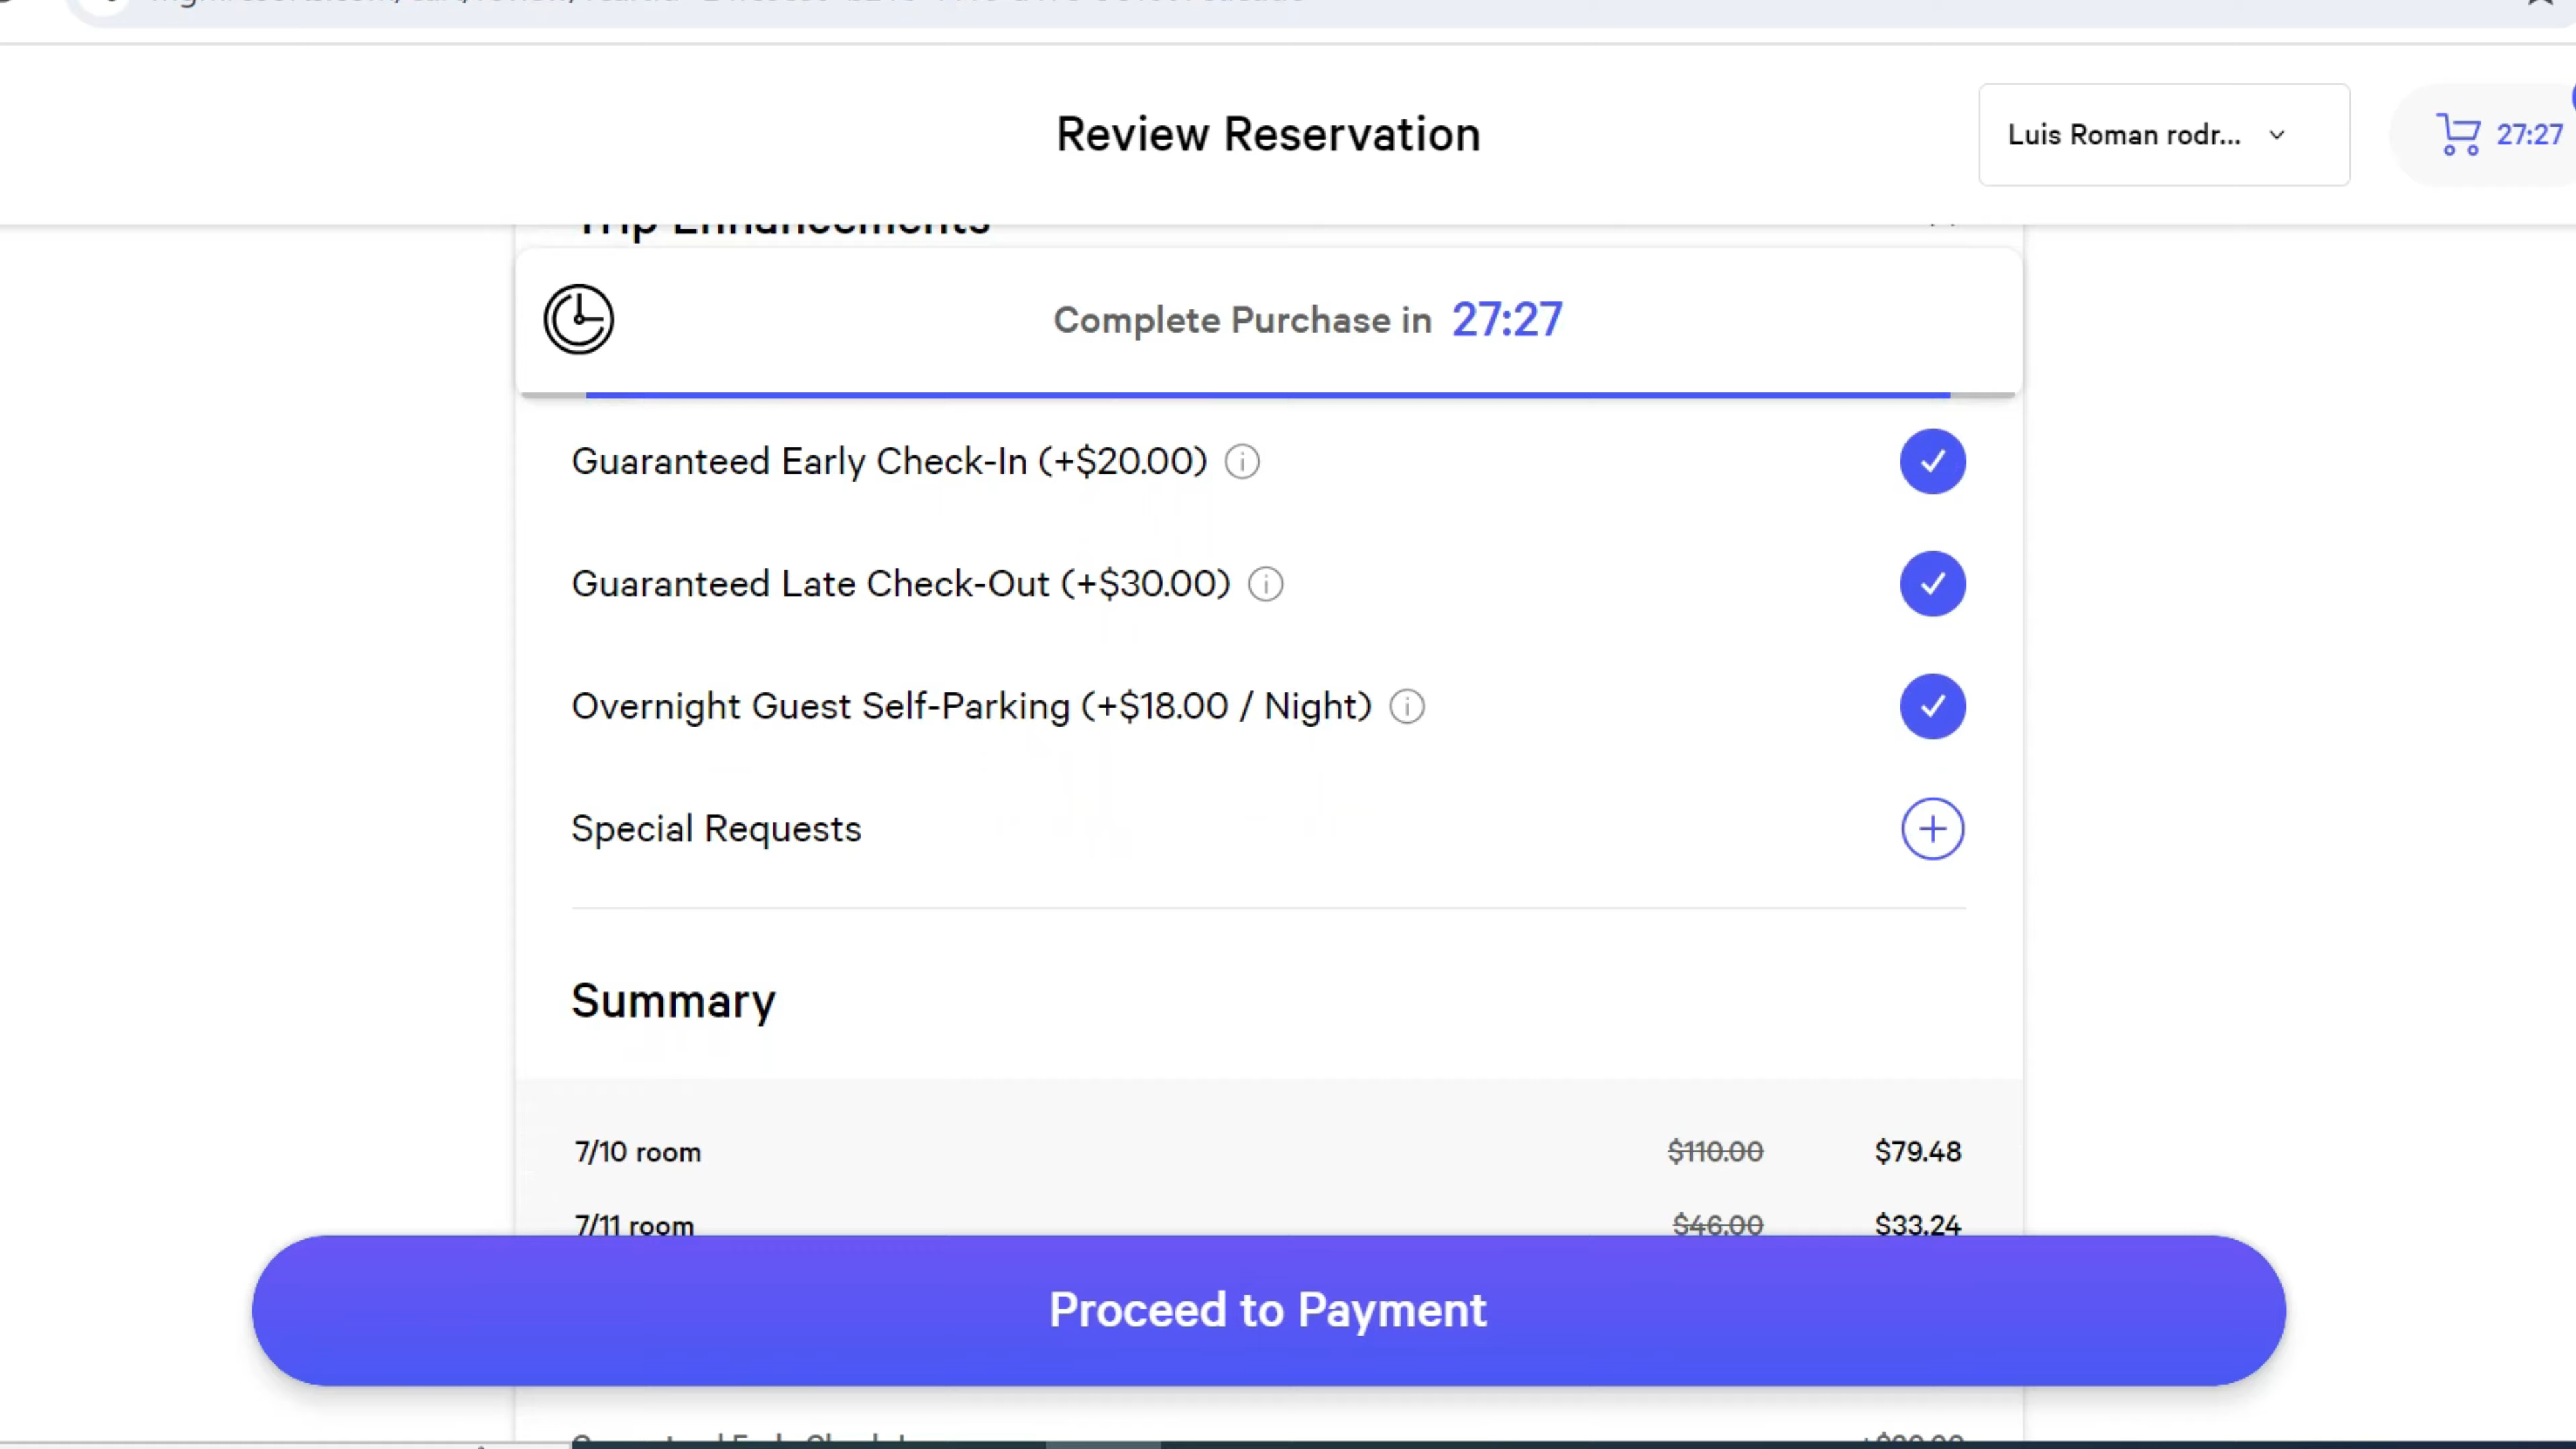 Review Reservation
Luis Roman rodr...
27:27
Trip Enhancements
Complete Purchase in 27:27
Guaranteed Early Check-In (+$20.00)
Guaranteed Late Check-Out (+$30.00)
Overnight Guest Self-Parking (+$18.00 / Night)
Special Requests
Summary
7/10 room $110.00 $79.48
7/11 room $46.00 $33.24
Proceed to Payment